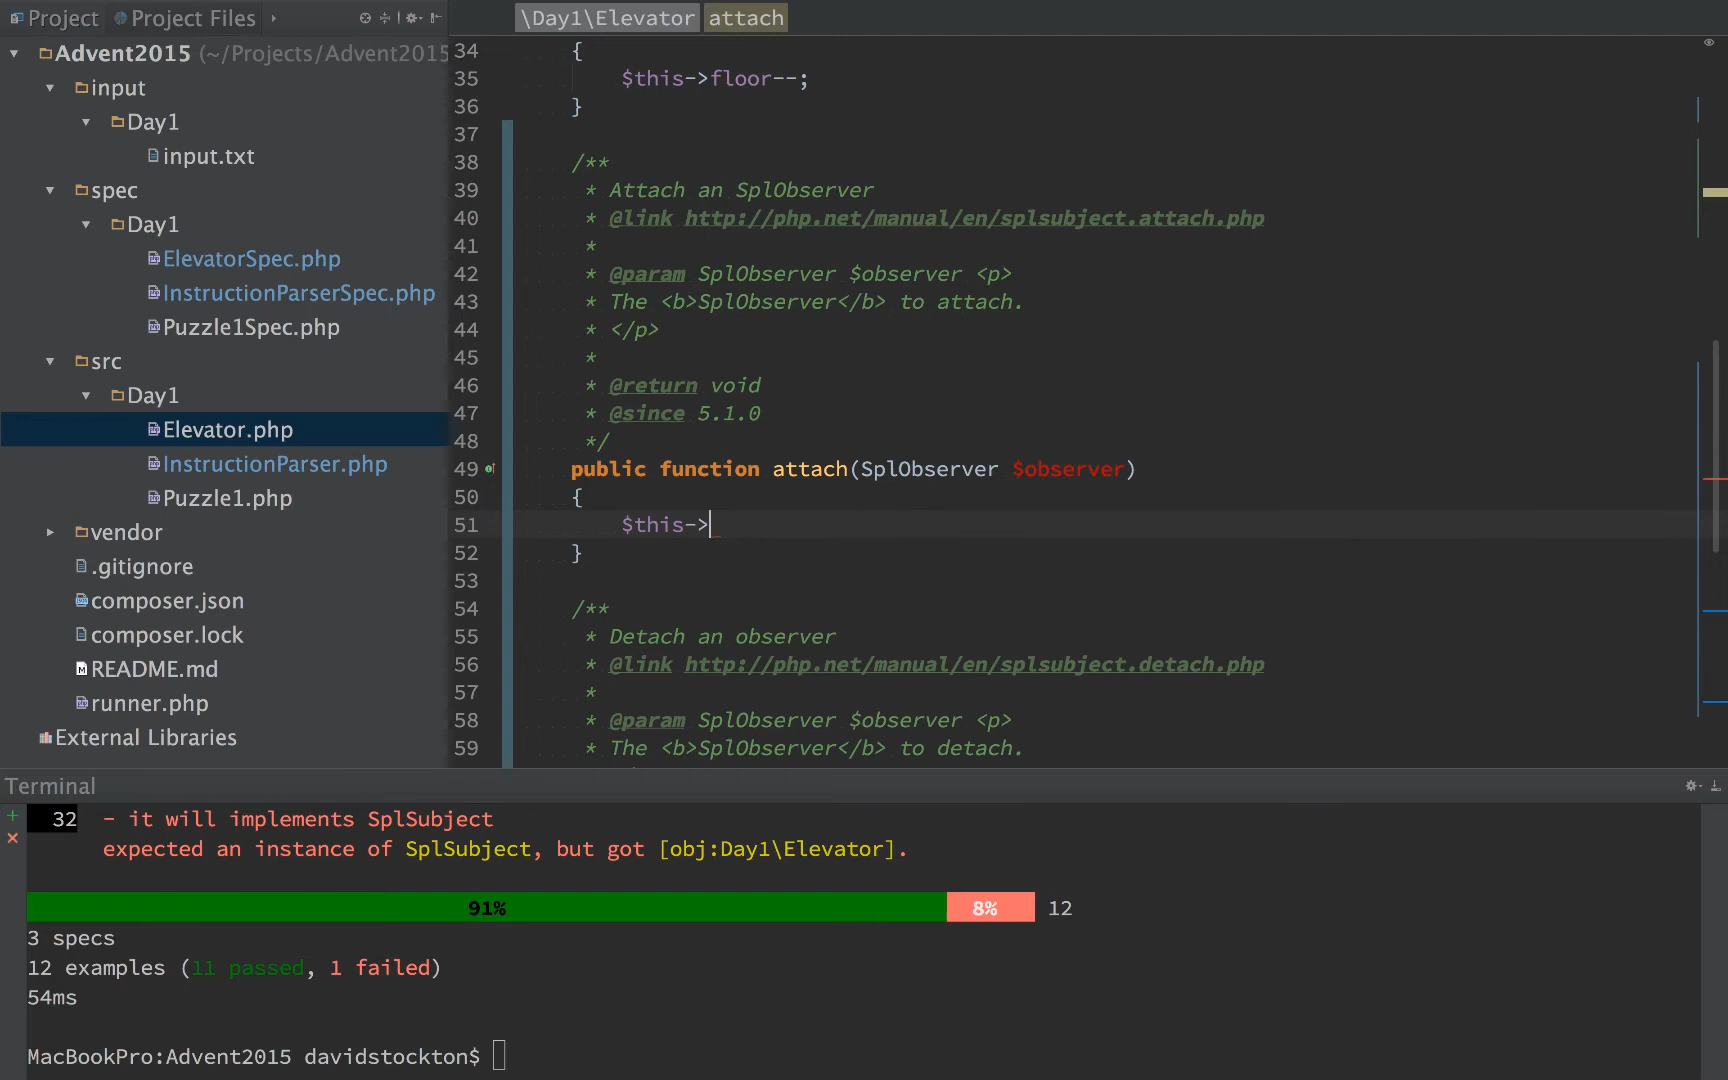 Project Project Files
Advent2015 (~/Projects/Advent2015
input
Day1
input.txt
spec
Day1
ElevatorSpec.php
InstructionParserSpec.php
Puzzle1Spec.php
src
Day1
Elevator.php
InstructionParser.php
Puzzle1.php
vendor
.gitignore
composer.json
composer.lock
README.md
runner.php
External Libraries
\Day1\Elevator attach
34 {
35 $this->floor--;
36 }
37
38 /**
39 * Attach an SplObserver
40 * @link http://php.net/manual/en/splsubject.attach.php
41 *
42 * @param SplObserver $observer <p>
43 * The <b>SplObserver</b> to attach.
44 * </p>
45 *
46 * @return void
47 * @since 5.1.0
48 */
49 public function attach(SplObserver $observer)
50 {
51 $this->
52 }
53
54 /**
55 * Detach an observer
56 * @link http://php.net/manual/en/splsubject.detach.php
57 *
58 * @param SplObserver $observer <p>
59 * The <b>SplObserver</b> to detach.
Terminal
32 - it will implements SplSubject
expected an instance of SplSubject, but got [obj:Day1\Elevator].
91% 8% 12
3 specs
12 examples (11 passed, 1 failed)
54ms
MacBookPro:Advent2015 davidstockton$